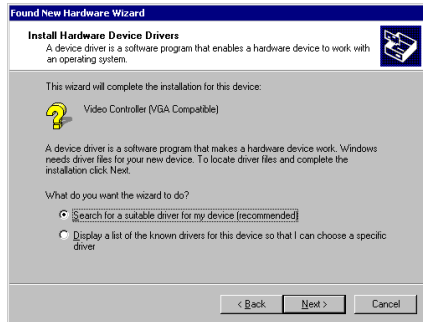 Found New Hardware Wizard
Install Hardware Device Drivers
A device driver is a software program that enables a hardware device to work with
an operating system.
This wizard will complete the installation for this device:
Video Controller (VGA Compatible)
A device driver is a software program that makes a hardware device work. Windows
needs driver files for your new device. To locate driver files and complete the
installation click Next.
What do you want the wizard to do?
Search for a suitable driver for my device (recommended)
Display a list of the known drivers for this device so that I can choose a specific
driver
< Back Next > Cancel